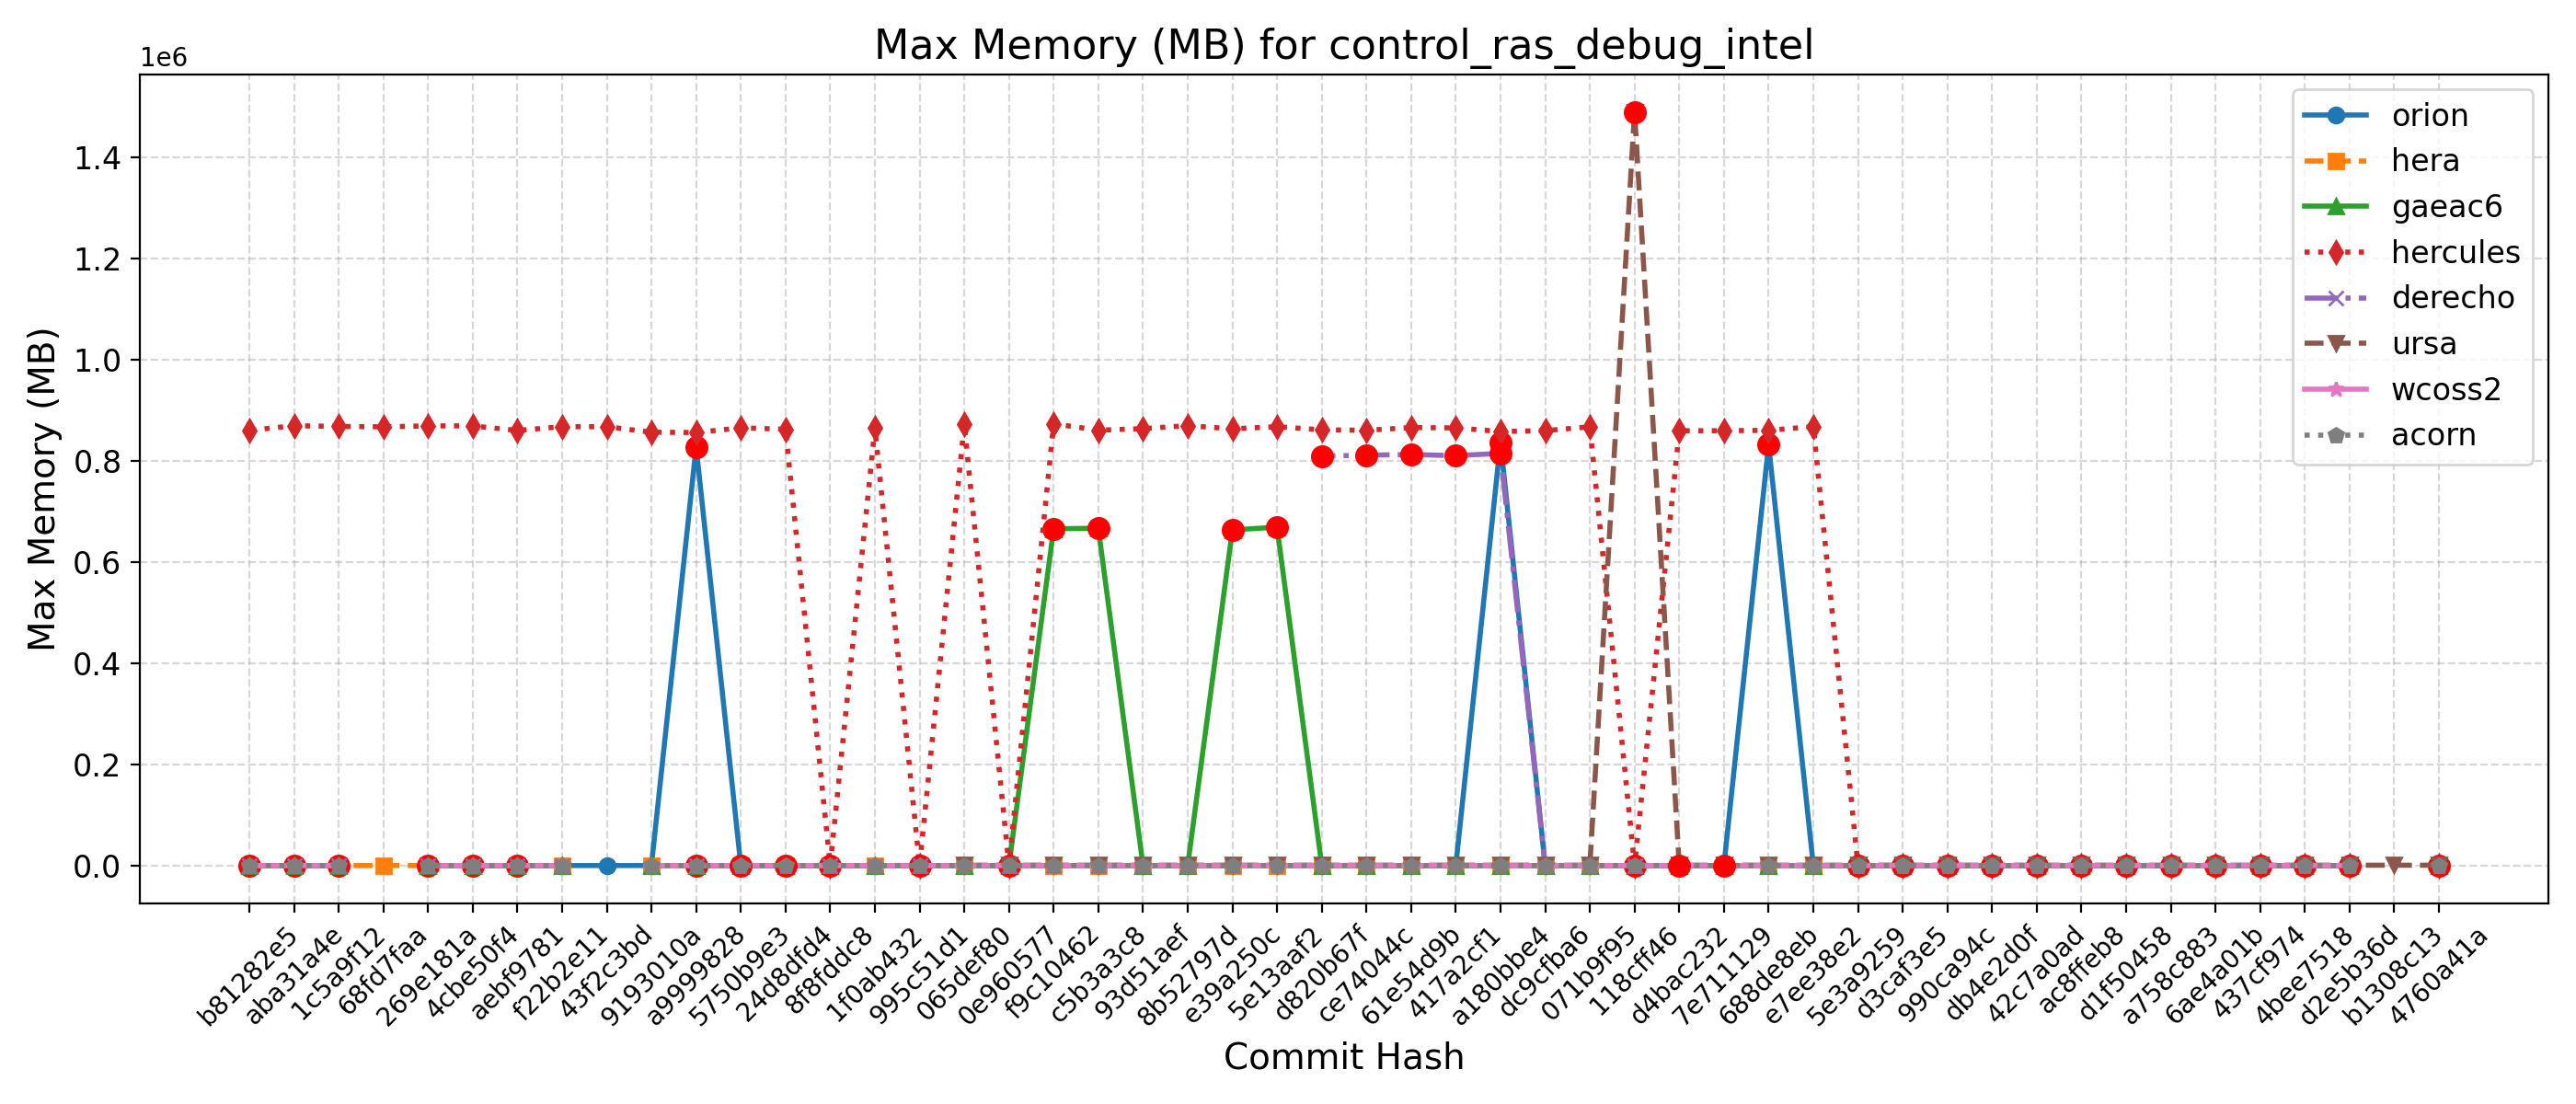 Max Memory (MB) for control_ras_debug_intel
1e6
1.4
1.2
1.0
0.8
0.6
0.4
0.2
0.0
Max Memory (MB)
orion
hera
gaeac6
hercules
derecho
ursa
wcoss2
acorn
b81282e5
aba31a4e
1c5a9f12
68fd7faa
269e181a
4cbe50f4
aebf9781
f22b2e11
43f2c3bd
9193010a
a9999828
5750b9e3
24d8dfd4
8f8fddc8
1f0ab432
995c51d1
065def80
0e960577
f9c10462
c5b3a3c8
93d51aef
8b52797d
e39a250c
5e13aaf2
d820b67f
ce74044c
61e54d9b
417a2cf1
a180bbe4
dc9cfba6
071b9f95
118cff46
d4bac232
7e711129
688de8eb
e7ee38e2
5e3a9259
d3caf3e5
990ca94c
db4e2d0f
42c7a0ad
ac8ffeb8
d1f50458
a758c883
6ae4a01b
437cf974
4bee7518
d2e5b36d
b1308c13
4760a41a
Commit Hash